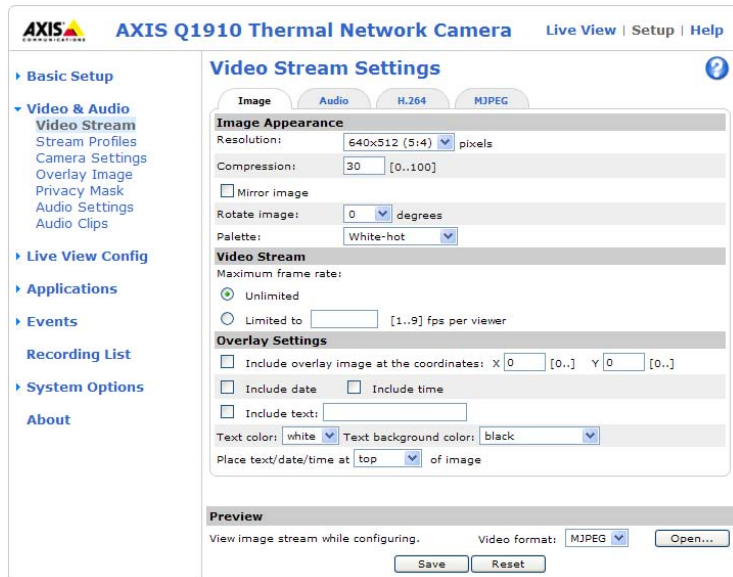 AXIS
COMMUNICATIONS
AXIS Q1910 Thermal Network Camera
Live View | Setup | Help
Basic Setup
Video & Audio
Video Stream
Stream Profiles
Camera Settings
Overlay Image
Privacy Mask
Audio Settings
Audio Clips
Live View Config
Applications
Events
Recording List
System Options
About
Video Stream Settings
?
Image Audio H.264 MJPEG
Image Appearance
Resolution: 640x512 (5:4) pixels
Compression: 30 [0..100]
Mirror image
Rotate image: 0 degrees
Palette: White-hot
Video Stream
Maximum frame rate:
Unlimited
Limited to [1..9] fps per viewer
Overlay Settings
Include overlay image at the coordinates: X 0 [0..] Y 0 [0..]
Include date Include time
Include text:
Text color: white Text background color: black
Place text/date/time at top of image
Preview
View image stream while configuring. Video format: MJPEG Open...
Save Reset